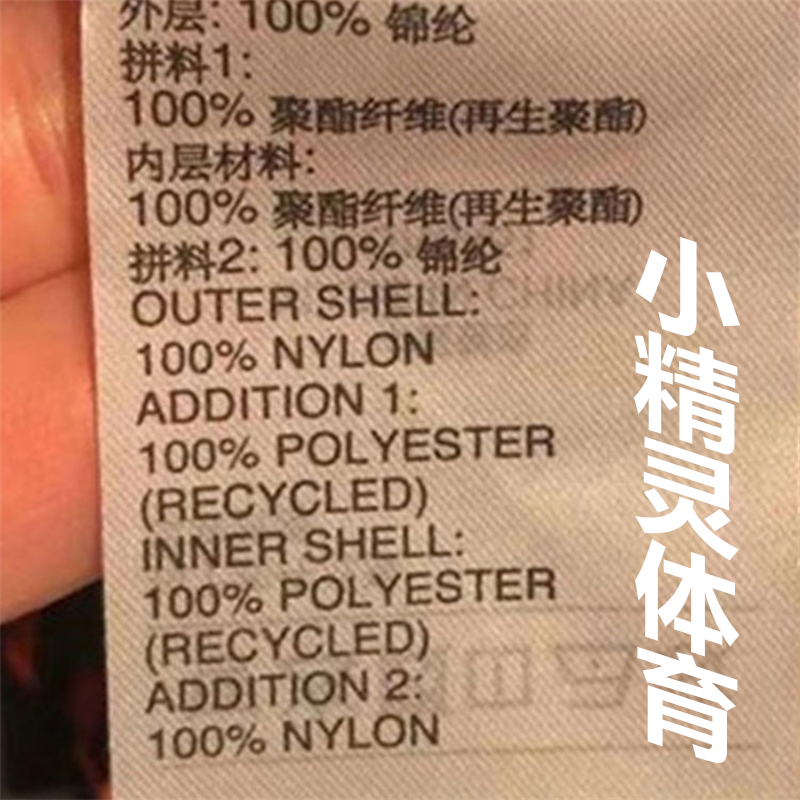 外层: 100% 锦纶
拼料1:
100% 聚酯纤维(再生聚酯)
内层材料:
100% 聚酯纤维(再生聚酯)
拼料2: 100% 锦纶
OUTER SHELL:
100% NYLON
ADDITION 1:
100% POLYESTER
(RECYCLED)
INNER SHELL:
100% POLYESTER
(RECYCLED)
ADDITION 2:
100% NYLON
小精灵体育